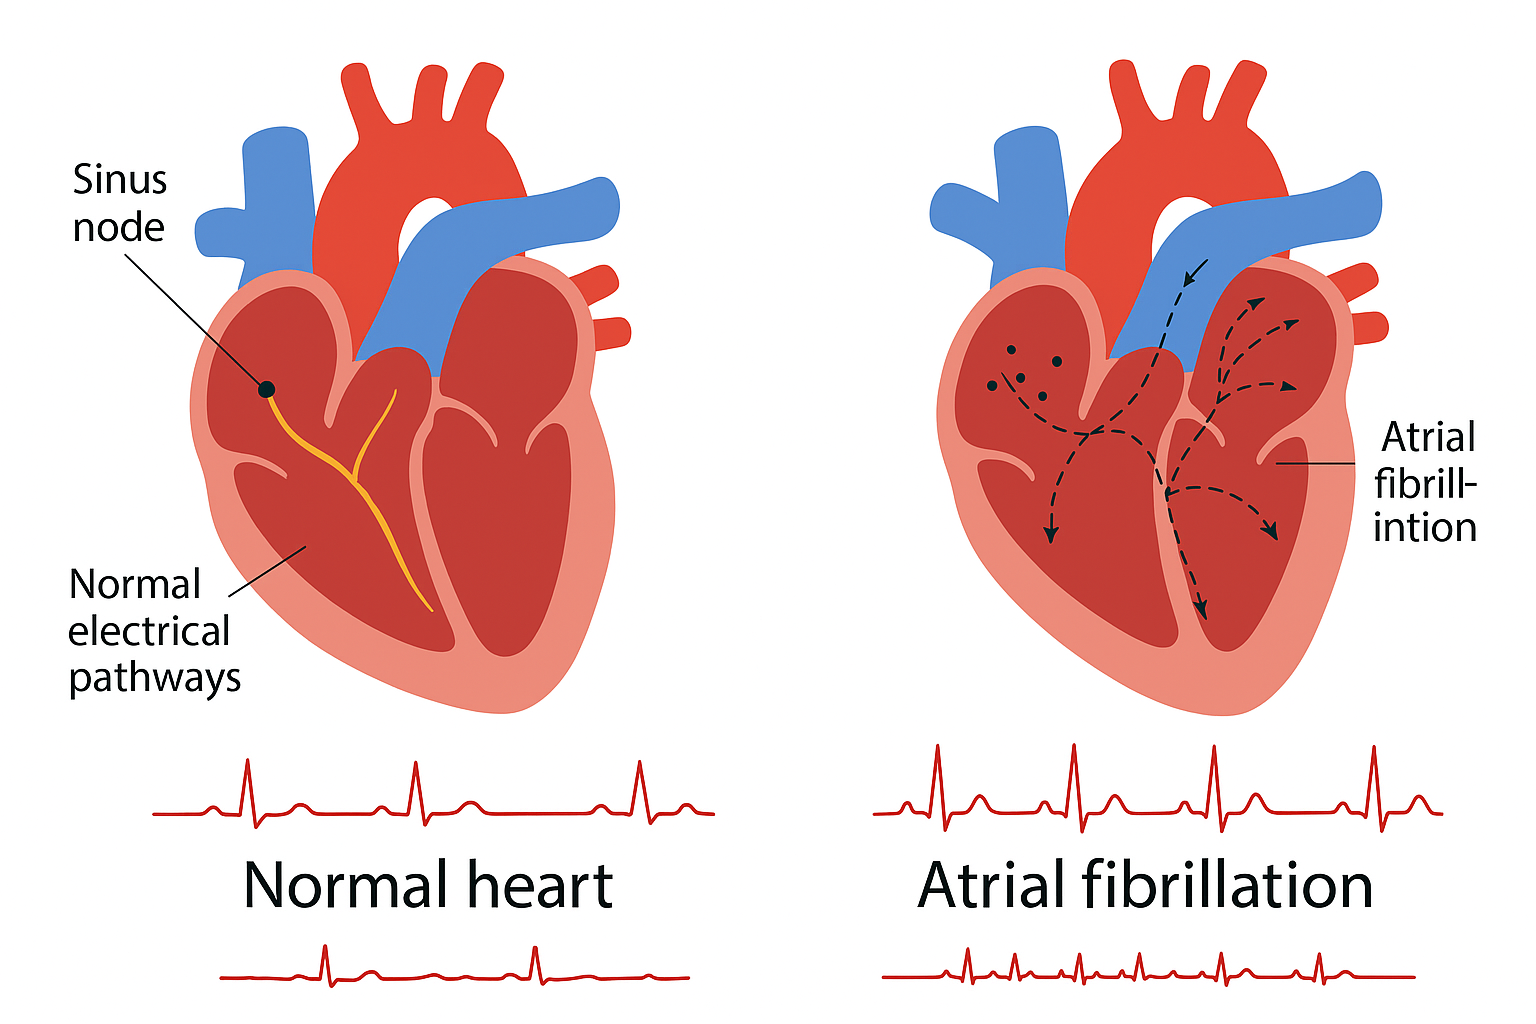 Sinus
node
Normal
electrical
pathways
Atrial
fibrill-
intion
Normal heart
Atrial fibrillation